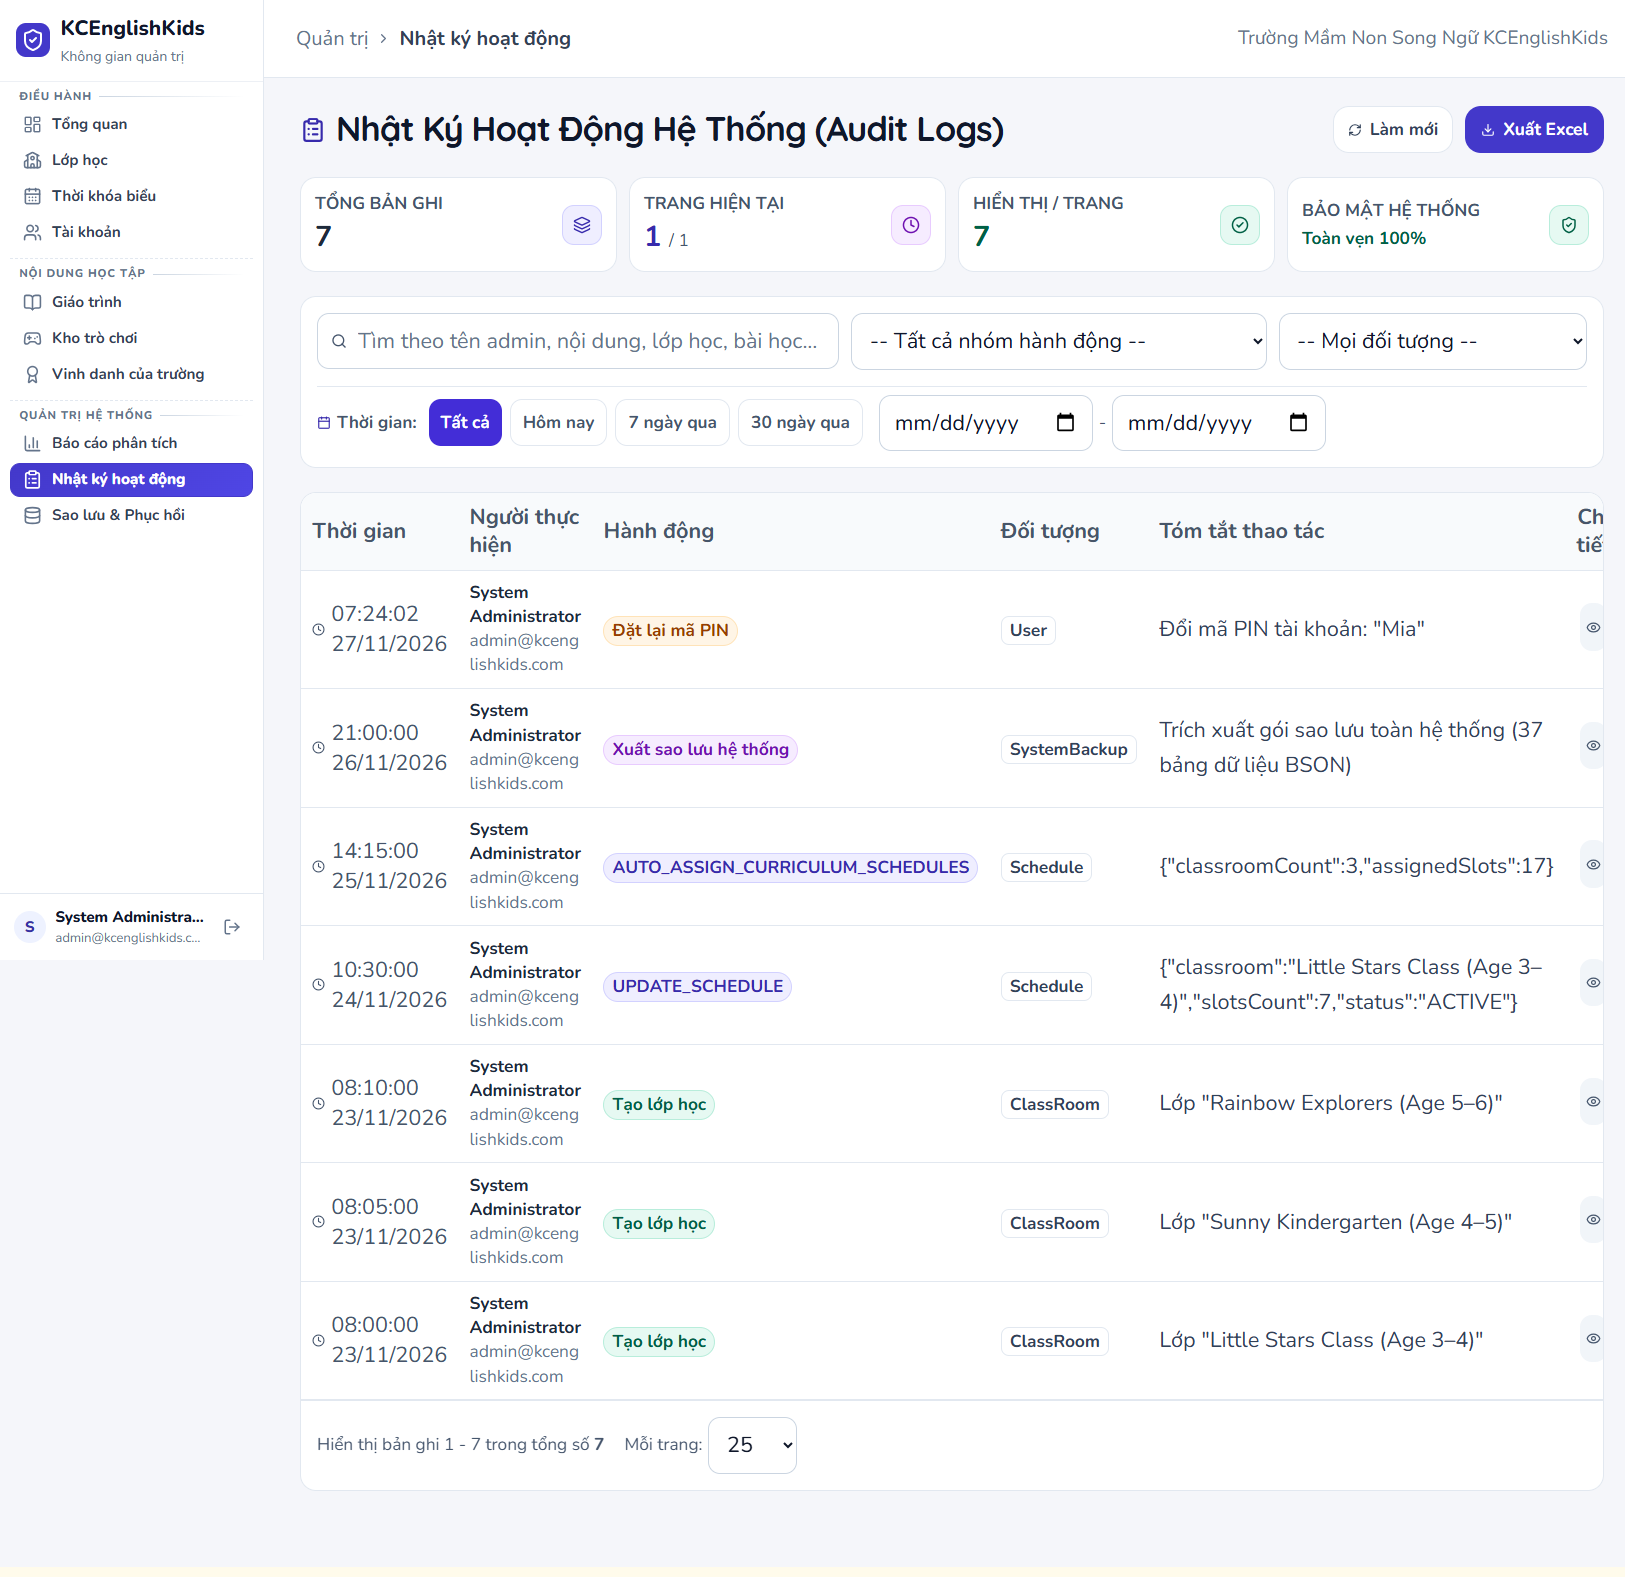 KCEnglishKids
Không gian quản trị
ĐIỀU HÀNH
Tổng quan
Lớp học
Thời khóa biểu
Tài khoản
NỘI DUNG HỌC TẬP
Giáo trình
Kho trò chơi
Vinh danh của trường
QUẢN TRỊ HỆ THỐNG
Báo cáo phân tích
Nhật ký hoạt động
Sao lưu & Phục hồi
S
System Administra...
admin@kcenglishkids.c...
Quản trị › Nhật ký hoạt động
Trường Mầm Non Song Ngữ KCEnglishKids
Nhật Ký Hoạt Động Hệ Thống (Audit Logs)
Làm mới
Xuất Excel
TỔNG BẢN GHI
7
TRANG HIỆN TẠI
1 / 1
HIỂN THỊ / TRANG
7
BẢO MẬT HỆ THỐNG
Toàn vẹn 100%
Tìm theo tên admin, nội dung, lớp học, bài học...
-- Tất cả nhóm hành động --
-- Mọi đối tượng --
Thời gian:
Tất cả
Hôm nay
7 ngày qua
30 ngày qua
mm/dd/yyyy - mm/dd/yyyy
Thời gian
Người thực
hiện
Hành động
Đối tượng
Tóm tắt thao tác
07:24:02
27/11/2026
System
Administrator
admin@kceng
lishkids.com
Đặt lại mã PIN
User
Đổi mã PIN tài khoản: "Mia"
21:00:00
26/11/2026
System
Administrator
admin@kceng
lishkids.com
Xuất sao lưu hệ thống
SystemBackup
Trích xuất gói sao lưu toàn hệ thống (37
bảng dữ liệu BSON)
14:15:00
25/11/2026
System
Administrator
admin@kceng
lishkids.com
AUTO_ASSIGN_CURRICULUM_SCHEDULES
Schedule
{"classroomCount":3,"assignedSlots":17}
10:30:00
24/11/2026
System
Administrator
admin@kceng
lishkids.com
UPDATE_SCHEDULE
Schedule
{"classroom":"Little Stars Class (Age 3–
4)","slotsCount":7,"status":"ACTIVE"}
08:10:00
23/11/2026
System
Administrator
admin@kceng
lishkids.com
Tạo lớp học
ClassRoom
Lớp "Rainbow Explorers (Age 5–6)"
08:05:00
23/11/2026
System
Administrator
admin@kceng
lishkids.com
Tạo lớp học
ClassRoom
Lớp "Sunny Kindergarten (Age 4–5)"
08:00:00
23/11/2026
System
Administrator
admin@kceng
lishkids.com
Tạo lớp học
ClassRoom
Lớp "Little Stars Class (Age 3–4)"
Hiển thị bản ghi 1 - 7 trong tổng số 7
Mỗi trang:
25